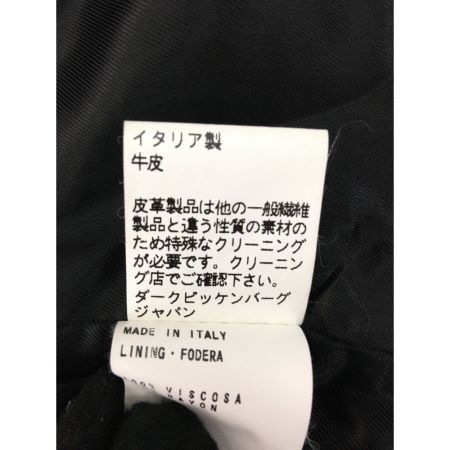 イタリア製
牛皮
皮革製品は他の一般繊維
製品と違う性質の素材の
ため特殊なクリーニング
が必要です。クリーニン
グ店でご確認下さい。
ダークビッケンバーグ
ジャパン
MADE IN ITALY
LINING・FODERA
100% VISCOSA
RAYON